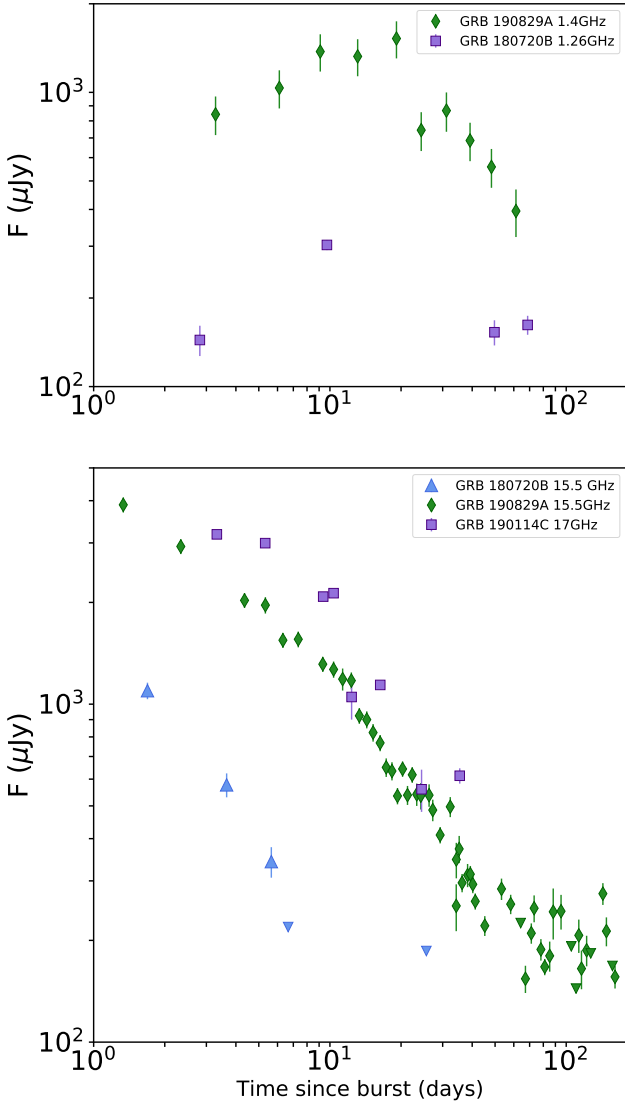 GRB 190829A 1.4GHz
GRB 180720B 1.26GHz
10³
F (μJy)
10²
10⁰ 10¹ 10²
GRB 180720B 15.5 GHz
GRB 190829A 15.5GHz
GRB 190114C 17GHz
10³
F (μJy)
10²
10⁰ 10¹ 10²
Time since burst (days)